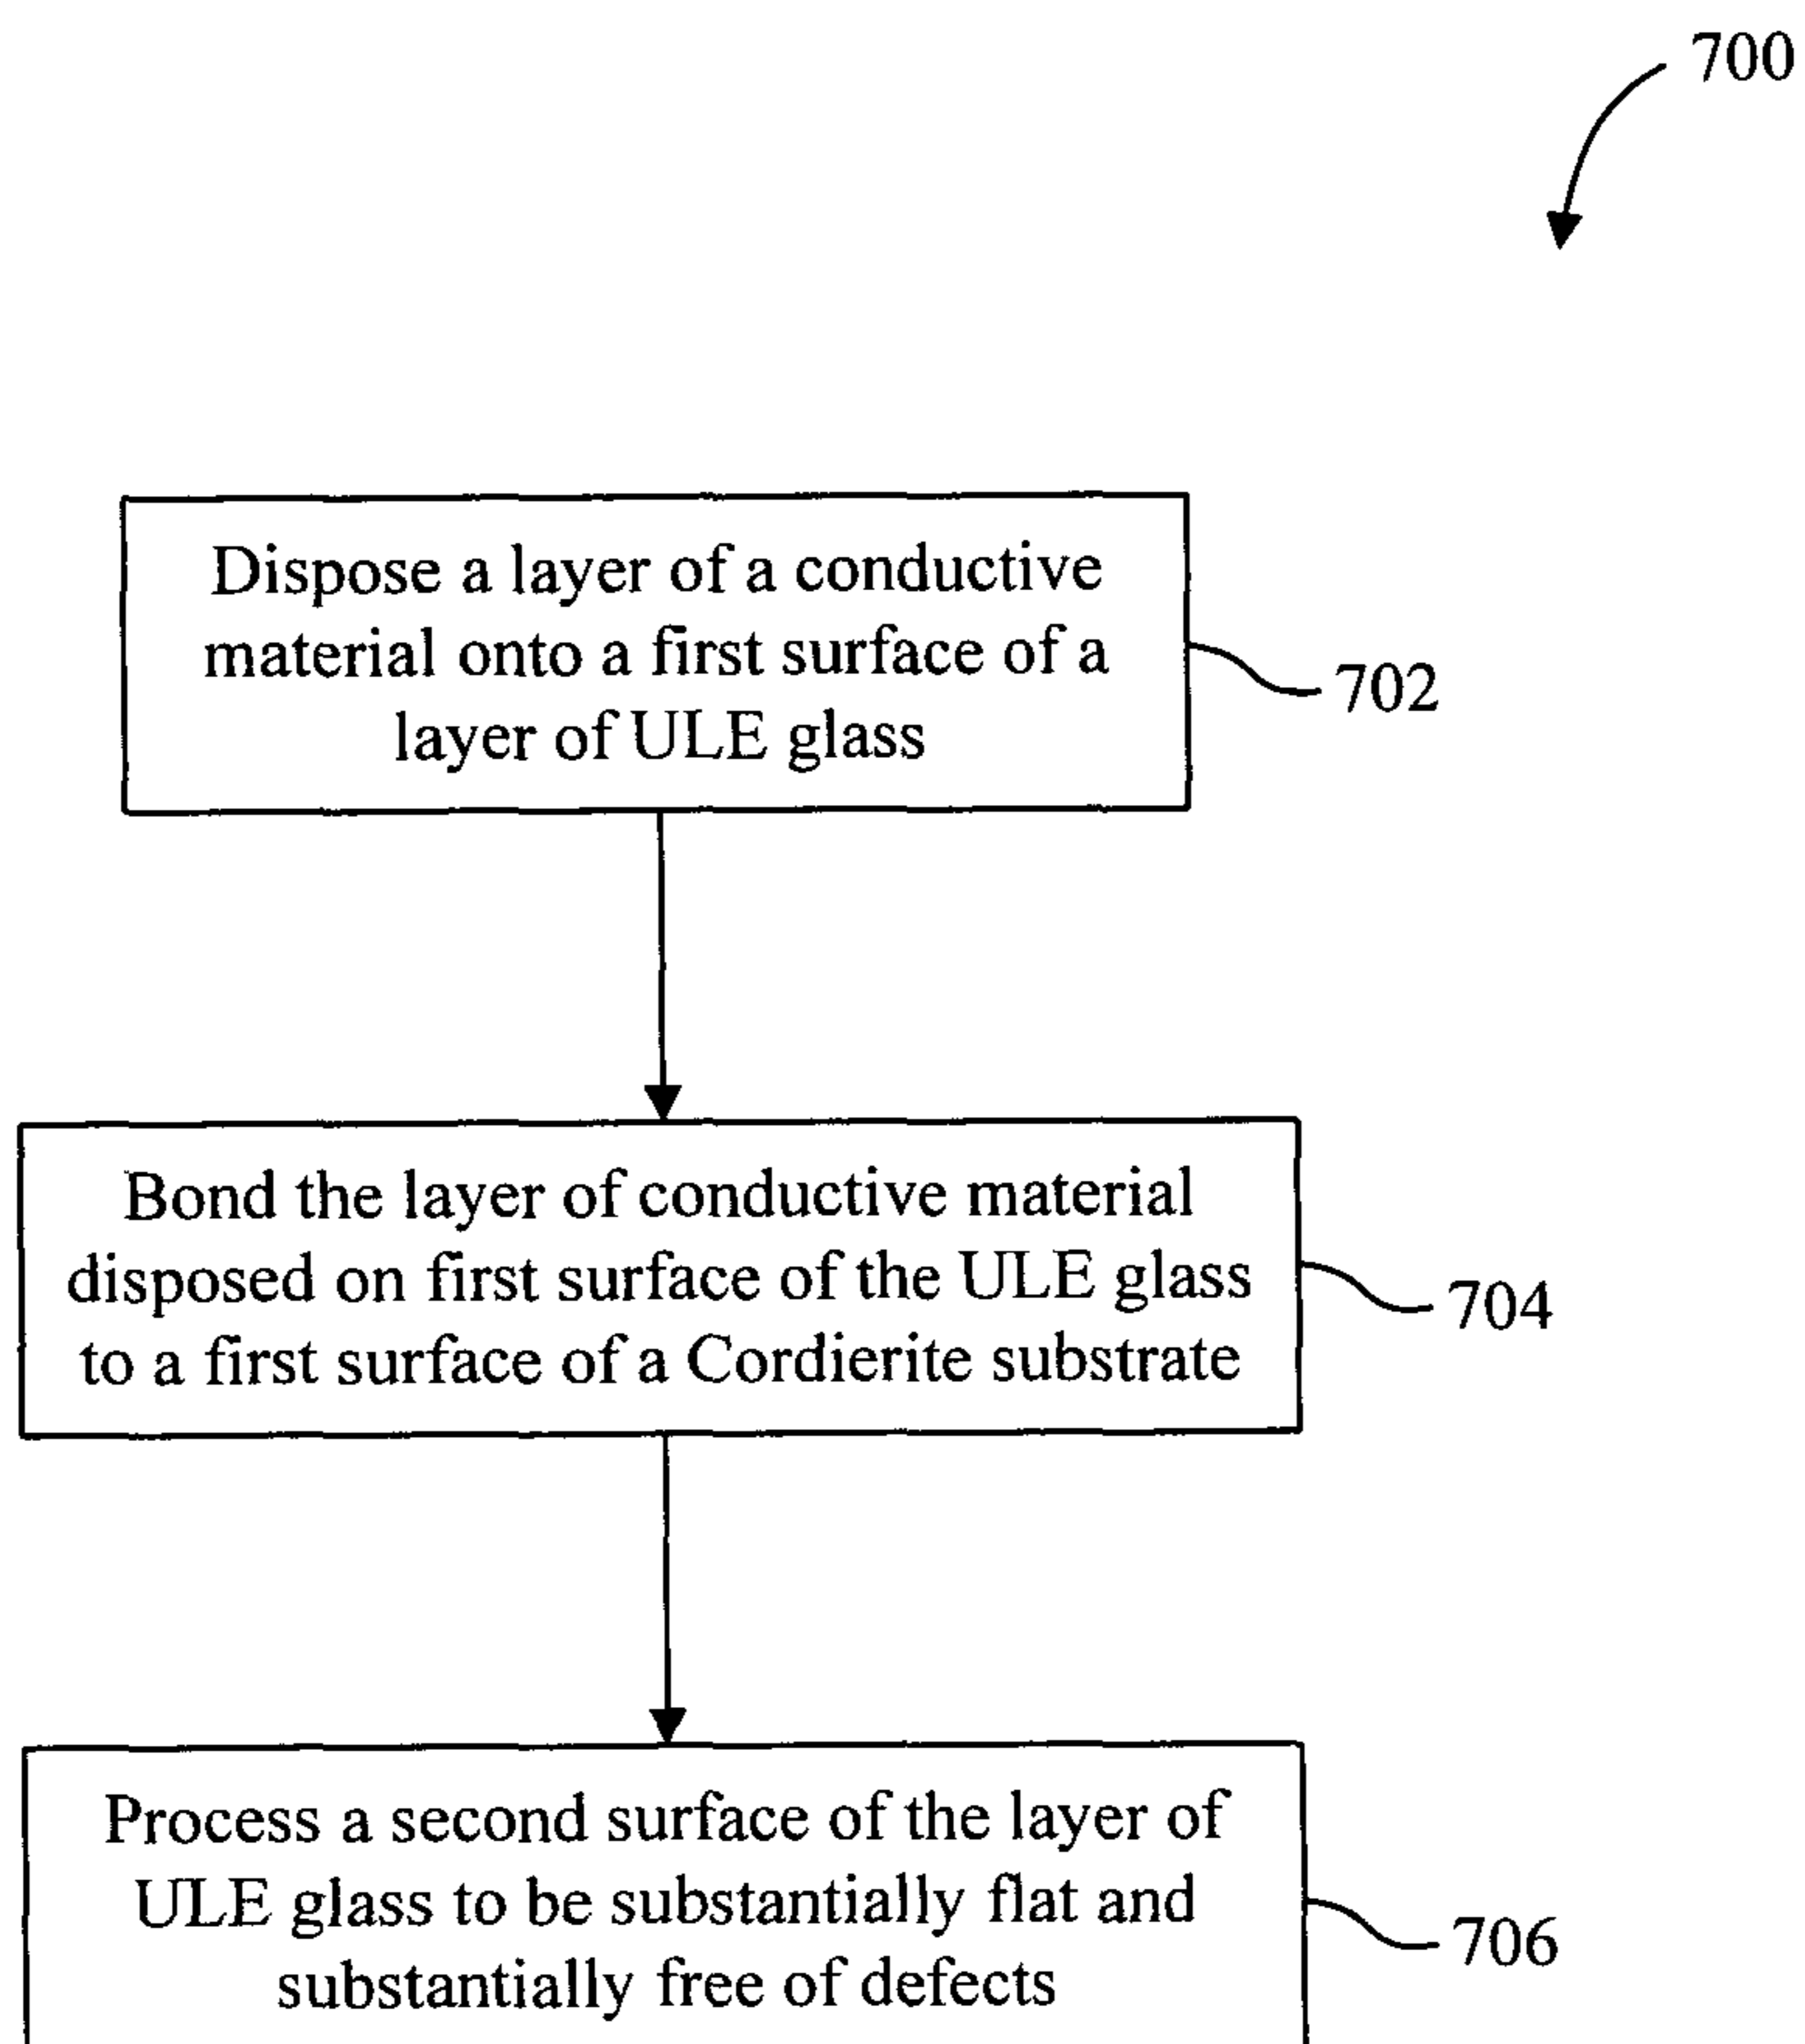 700
Dispose a layer of a conductive
material onto a first surface of a
layer of ULE glass
702
Bond the layer of conductive material
disposed on first surface of the ULE glass
to a first surface of a Cordierite substrate
704
Process a second surface of the layer of
ULE glass to be substantially flat and
substantially free of defects
706